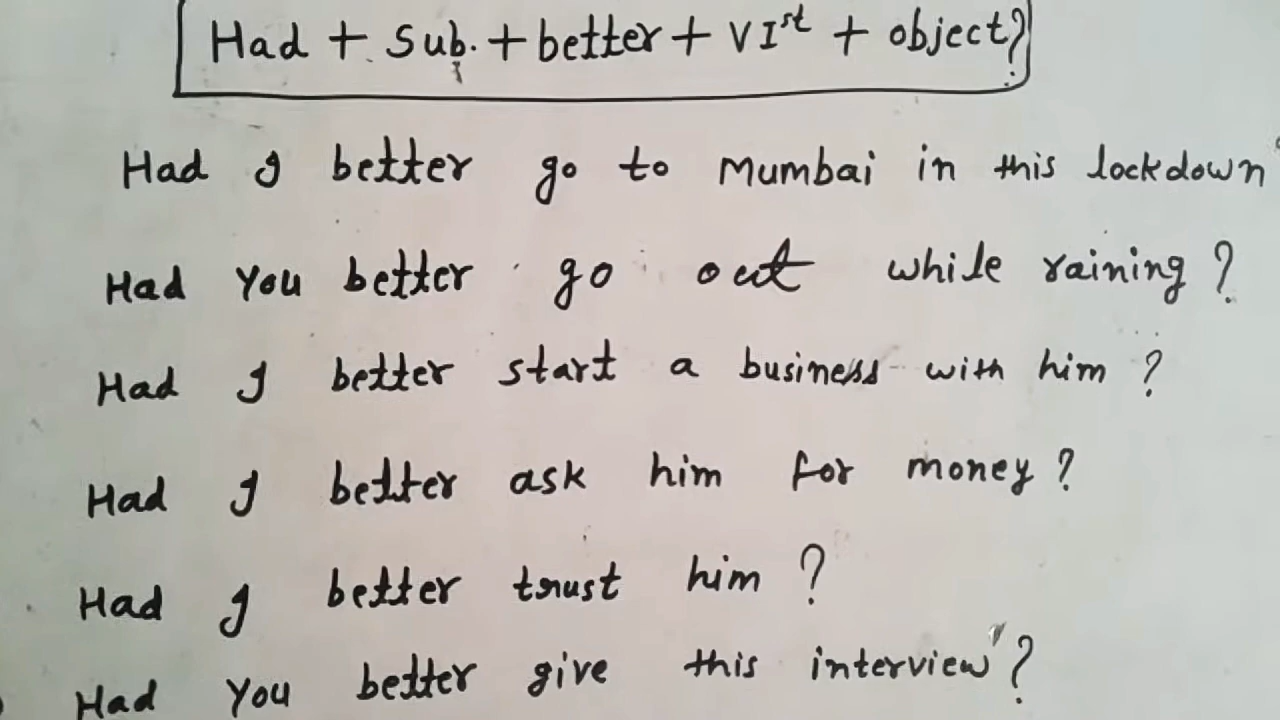 Had + Sub. + better + VIst + object?
Had I better go to Mumbai in this lockdown
Had You better go out while raining ?
Had I better start a business with him ?
Had I better ask him for money ?
Had I better trust him ?
Had You better give this interview ?